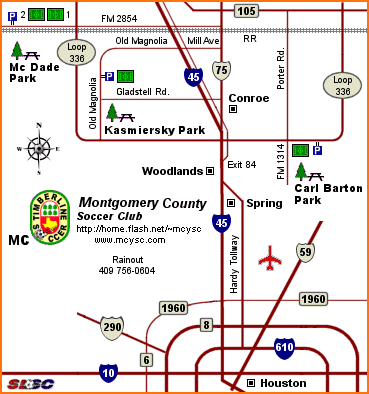 P 2 1
FM 2854
105
Old Magnolia
Mill Ave
RR
Loop
336
Mc Dade
Park
P
45
75
Porter Rd.
Loop
336
Gladstell Rd.
Old Magnolia
Conroe
Kasmiersky Park
Woodlands
Exit 84
FM 1314
P
Carl Barton
Park
TIMBERLINE
SOCCER
MC
Montgomery County
Soccer Club
http://home.flash.net/~mcysc
www.mcysc.com
Rainout
409 756-0604
Spring
45
Hardy Tollway
59
1960
1960
290
8
6
610
10
Houston
SLSC